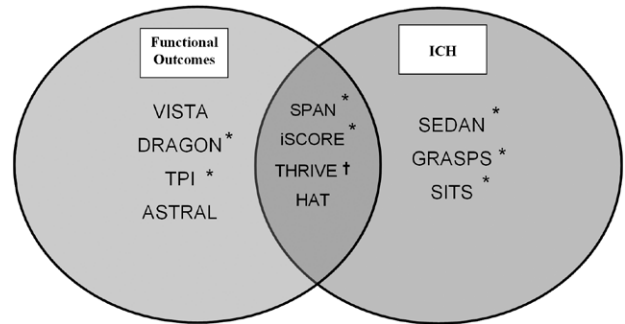 Functional
Outcomes
ICH
VISTA
DRAGON*
TPI *
ASTRAL
SPAN *
iSCORE *
THRIVE †
HAT
SEDAN *
GRASPS *
SITS *